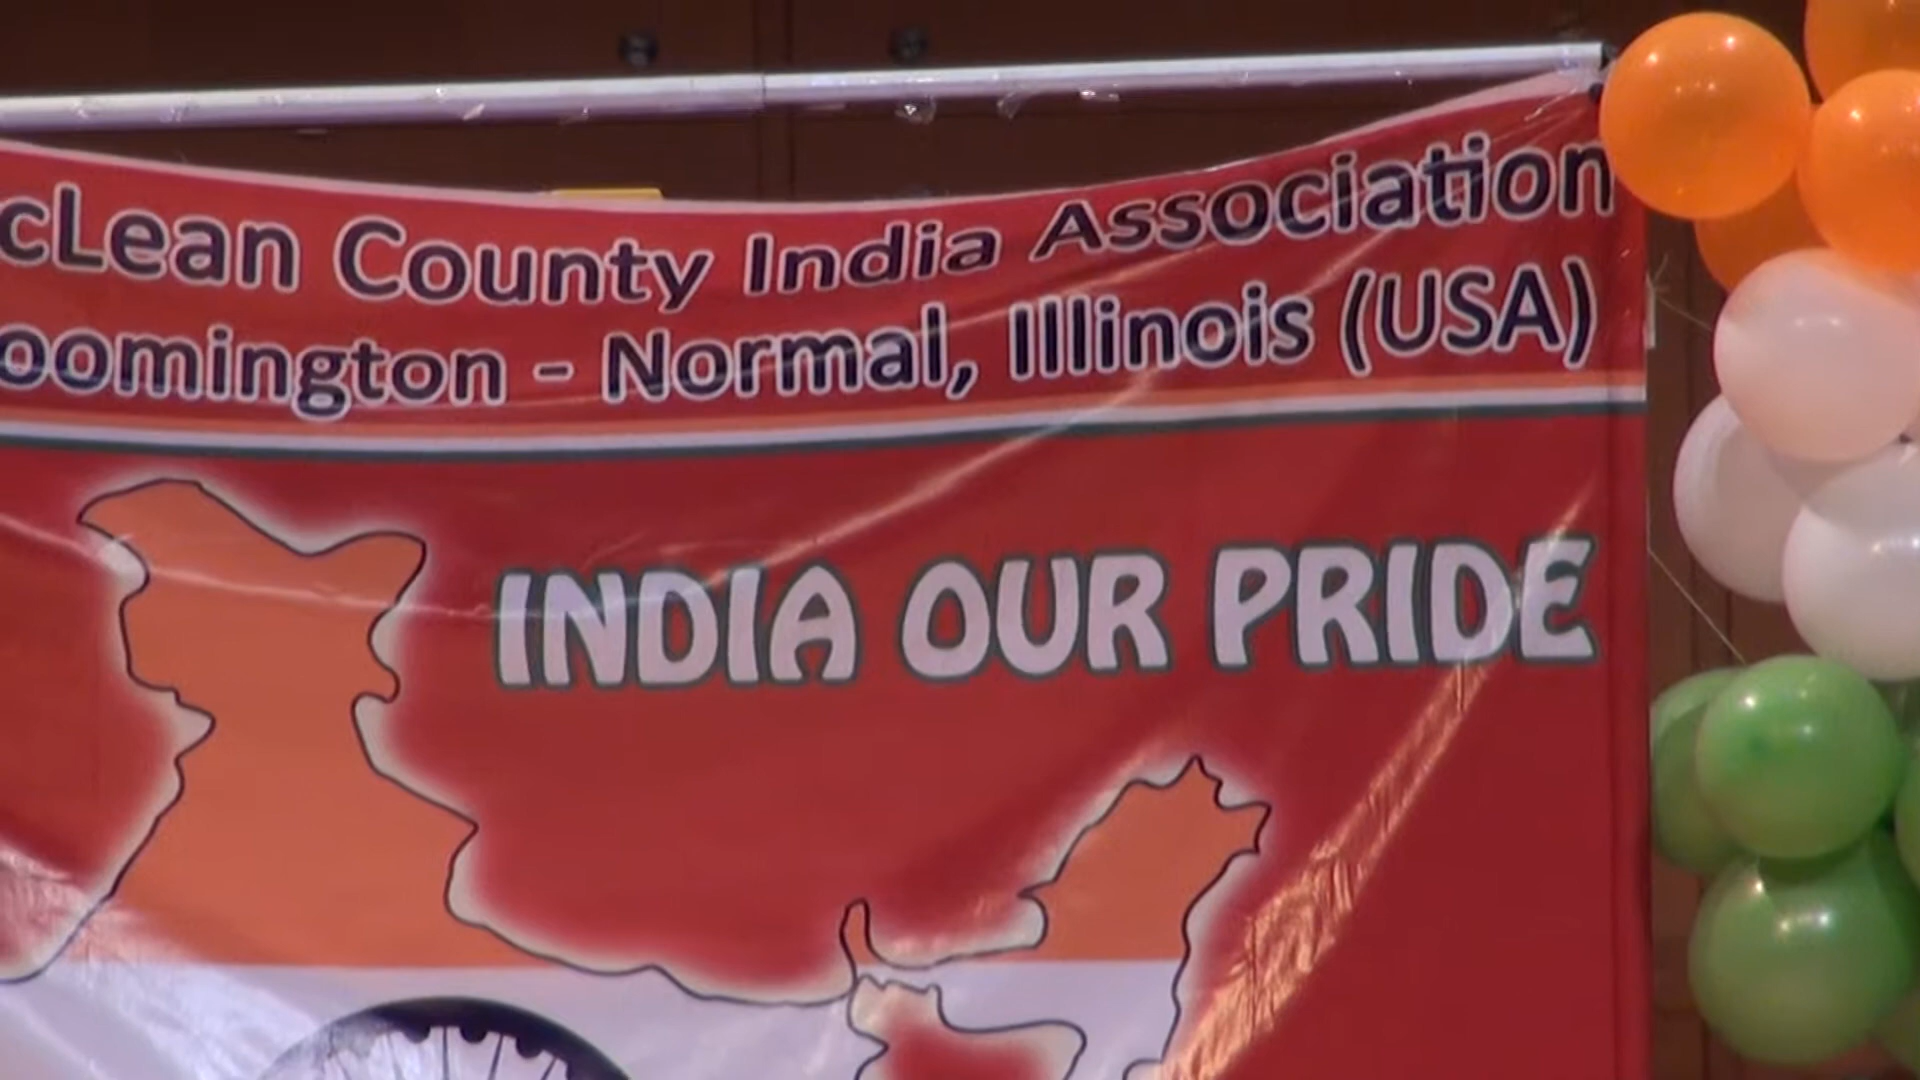 cLean County India Association
oomington - Normal, Illinois (USA)
INDIA OUR PRIDE